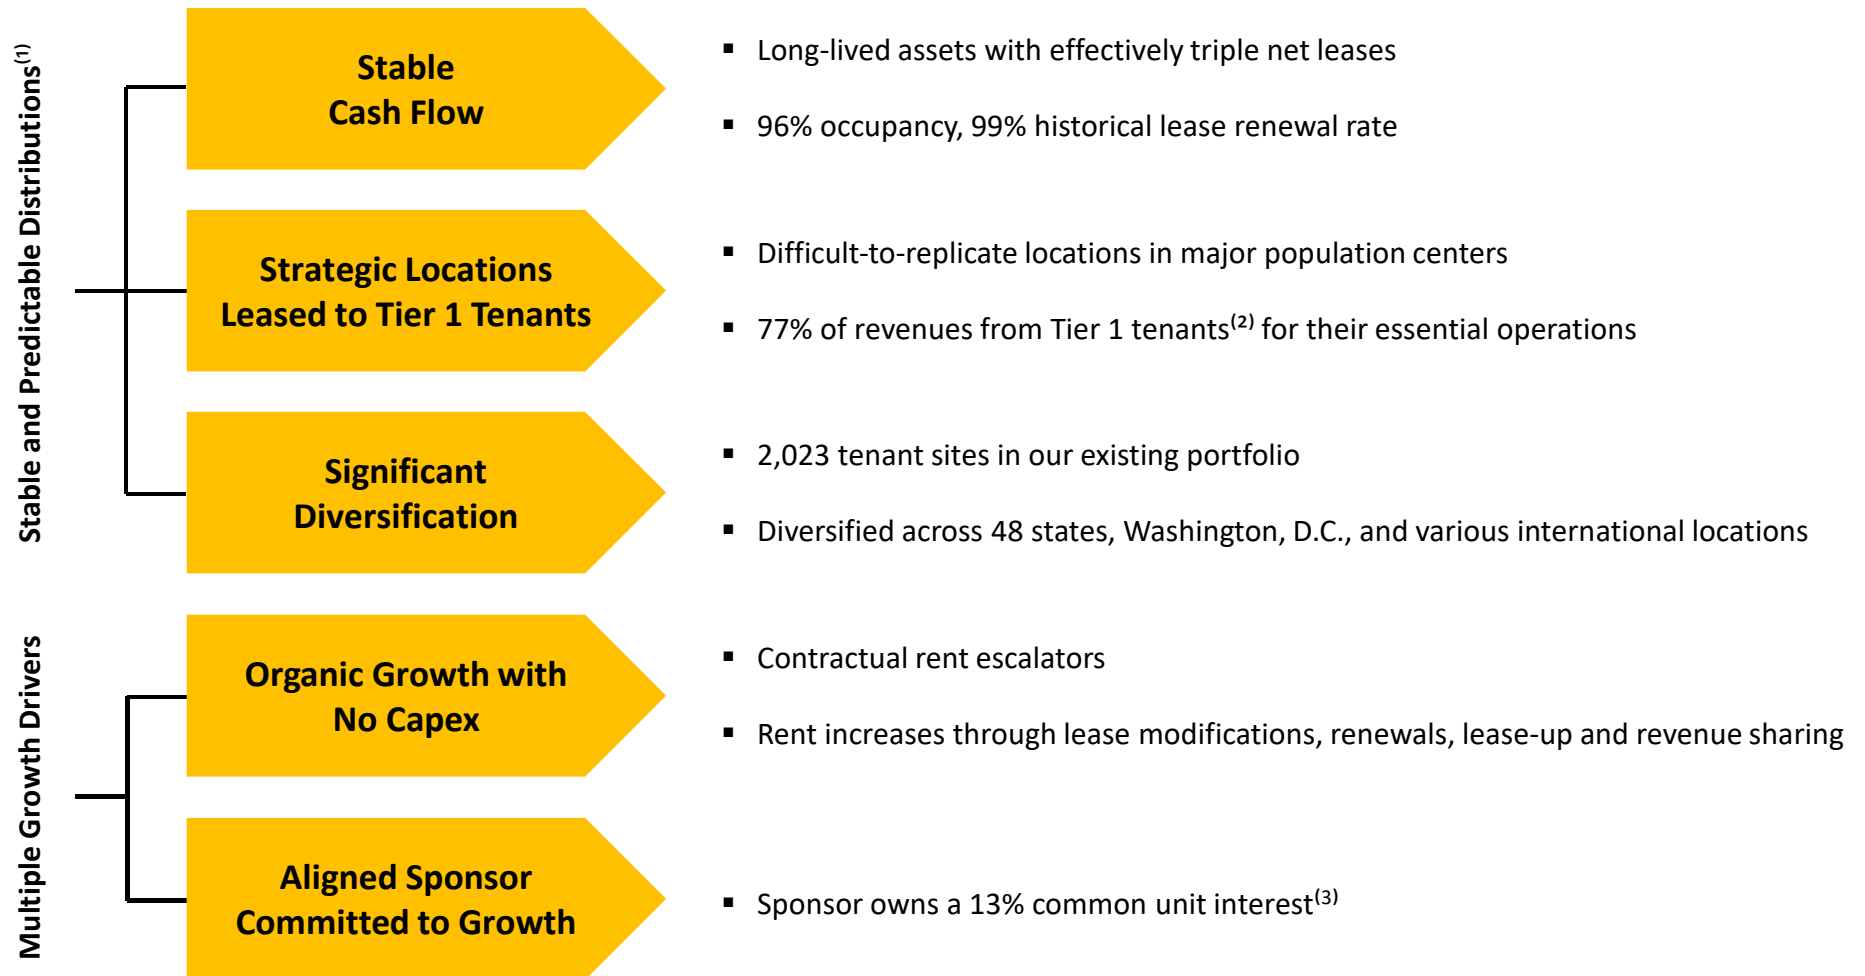 Stable and Predictable Distributions(1)
Stable
Cash Flow
▪ Long-lived assets with effectively triple net leases
▪ 96% occupancy, 99% historical lease renewal rate
Strategic Locations
Leased to Tier 1 Tenants
▪ Difficult-to-replicate locations in major population centers
▪ 77% of revenues from Tier 1 tenants(2) for their essential operations
Significant
Diversification
▪ 2,023 tenant sites in our existing portfolio
▪ Diversified across 48 states, Washington, D.C., and various international locations
Multiple Growth Drivers
Organic Growth with
No Capex
▪ Contractual rent escalators
▪ Rent increases through lease modifications, renewals, lease-up and revenue sharing
Aligned Sponsor
Committed to Growth
▪ Sponsor owns a 13% common unit interest(3)